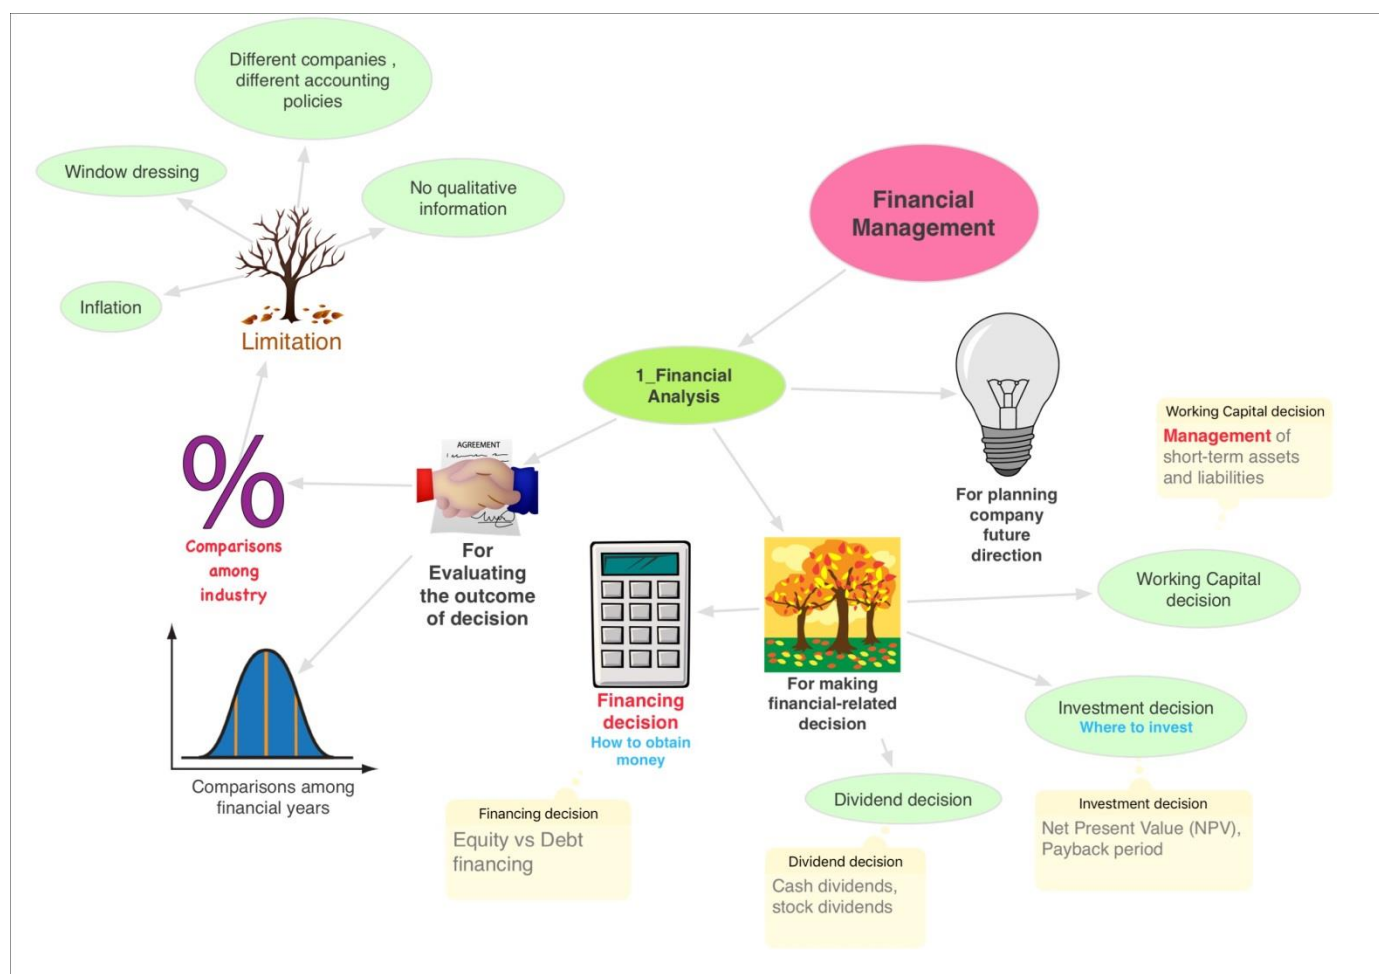 Different companies ,
different accounting
policies
Window dressing
No qualitative
information
Inflation
Limitation
Financial
Management
1_Financial
Analysis
AGREEMENT
%
Comparisons
among
industry
For
Evaluating
the outcome
of decision
Comparisons among
financial years
For planning
company
future
direction
Working Capital decision
Management of
short-term assets
and liabilities
Working Capital
decision
For making
financial-related
decision
Financing
decision
How to obtain
money
Investment decision
Where to invest
Dividend decision
Financing decision
Equity vs Debt
financing
Dividend decision
Cash dividends,
stock dividends
Investment decision
Net Present Value (NPV),
Payback period